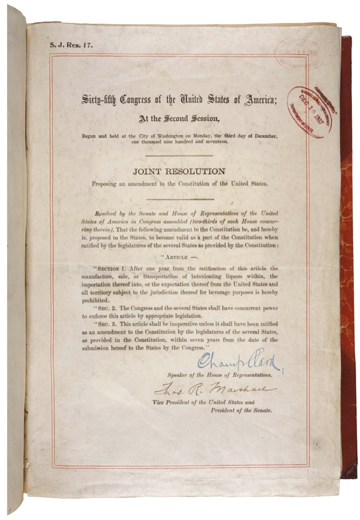 S. J. Res. 17.
Sixty-fifth Congress of the United States of America;
At the Second Session,
Begun and held at the City of Washington on Monday, the third day of December,
one thousand nine hundred and seventeen.
JOINT RESOLUTION
Proposing an amendment to the Constitution of the United States.
Resolved by the Senate and House of Representatives of the United
States of America in Congress assembled (two-thirds of each House concur-
ring therein), That the following amendment to the Constitution be, and hereby
is, proposed to the States, to become valid as a part of the Constitution when
ratified by the legislatures of the several States as provided by the Constitution:
"ARTICLE —.
"SECTION 1. After one year from the ratification of this article the
manufacture, sale, or transportation of intoxicating liquors within, the
importation thereof into, or the exportation thereof from the United States and
all territory subject to the jurisdiction thereof for beverage purposes is hereby
prohibited.
"SEC. 2. The Congress and the several States shall have concurrent power
to enforce this article by appropriate legislation.
"SEC. 3. This article shall be inoperative unless it shall have been ratified
as an amendment to the Constitution by the legislatures of the several States,
as provided in the Constitution, within seven years from the date of the
submission hereof to the States by the Congress."
Champ Clark,
Speaker of the House of Representatives.
Thos R. Marshall
Vice President of the United States and
President of the Senate.